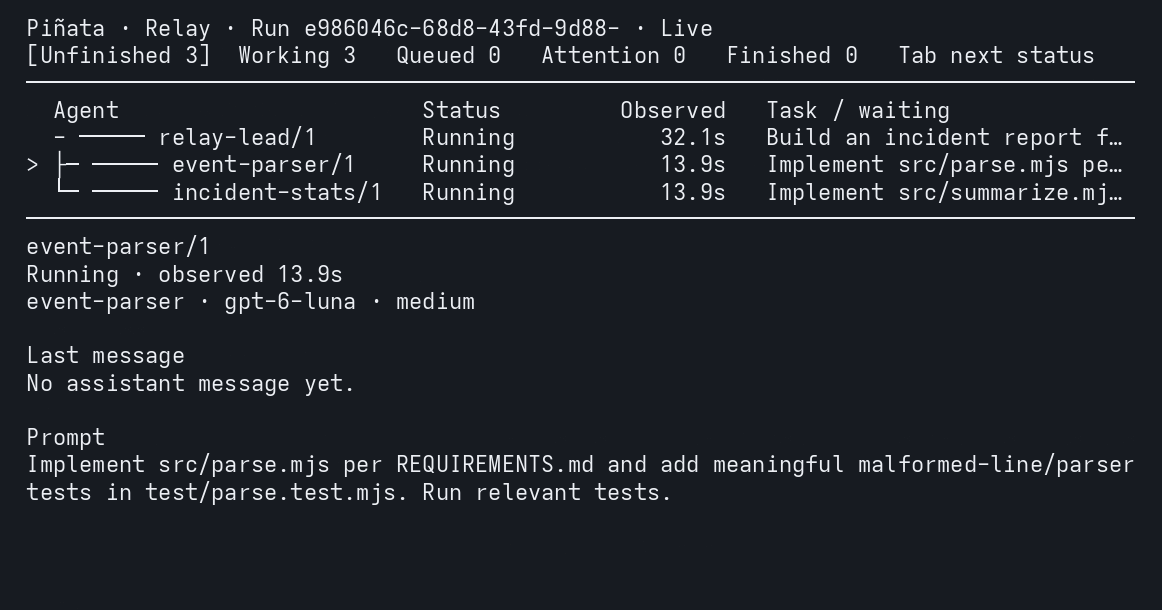 Piñata · Relay · Run e986046c-68d8-43fd-9d88- · Live
[Unfinished 3]  Working 3   Queued 0   Attention 0   Finished 0   Tab next status
Agent   Status   Observed   Task / waiting
- ───── relay-lead/1   Running   32.1s   Build an incident report f…
> ├─ ───── event-parser/1   Running   13.9s   Implement src/parse.mjs pe…
└─ ───── incident-stats/1   Running   13.9s   Implement src/summarize.mj…
event-parser/1
Running · observed 13.9s
event-parser · gpt-6-luna · medium
Last message
No assistant message yet.
Prompt
Implement src/parse.mjs per REQUIREMENTS.md and add meaningful malformed-line/parser
tests in test/parse.test.mjs. Run relevant tests.